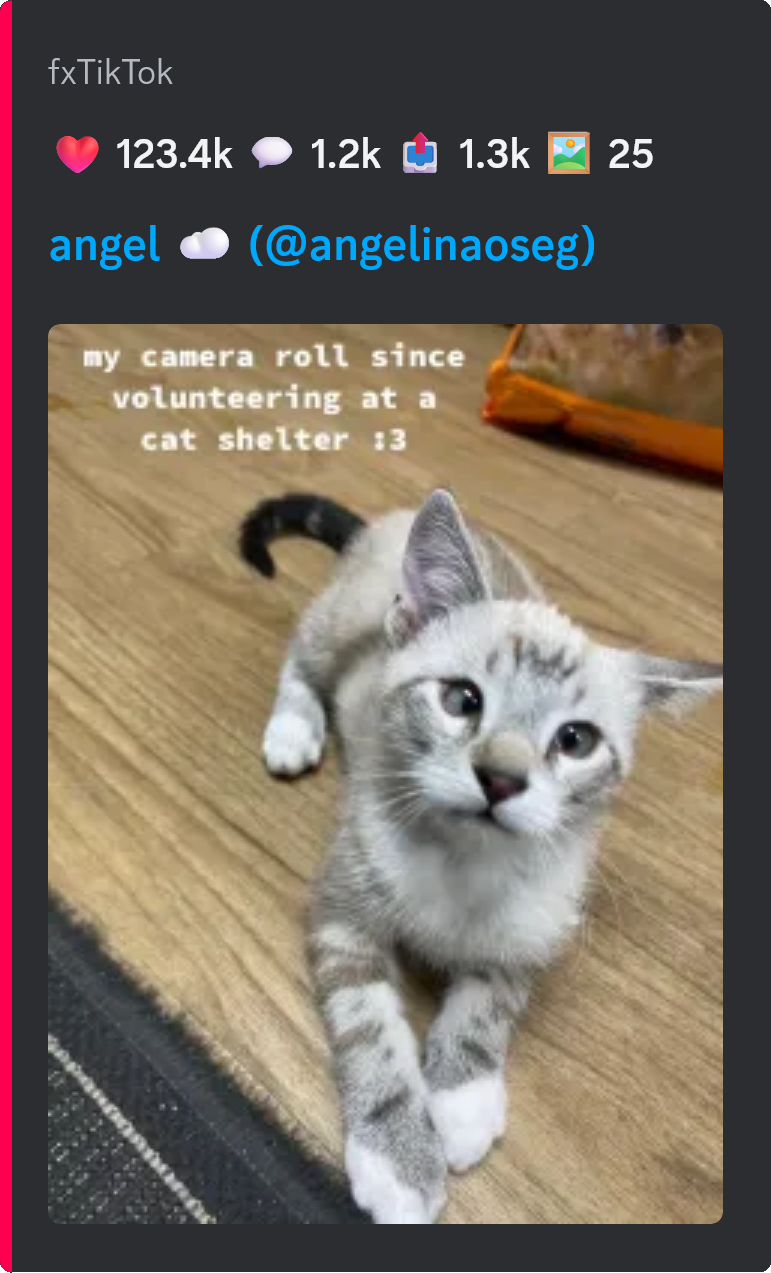 fxTikTok
❤️ 123.4k 💬 1.2k 📤 1.3k 🖼️ 25
angel ☁️ (@angelinaoseg)
my camera roll since
volunteering at a
cat shelter :3